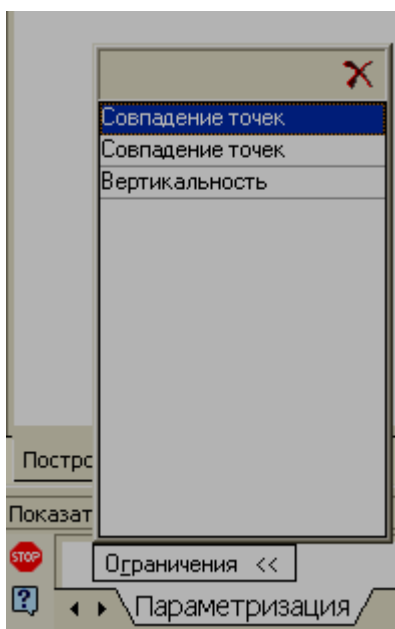 Совпадение точек
Совпадение точек
Вертикальность
Постро
Показат
STOP
Ограничения <<
?
Параметризация